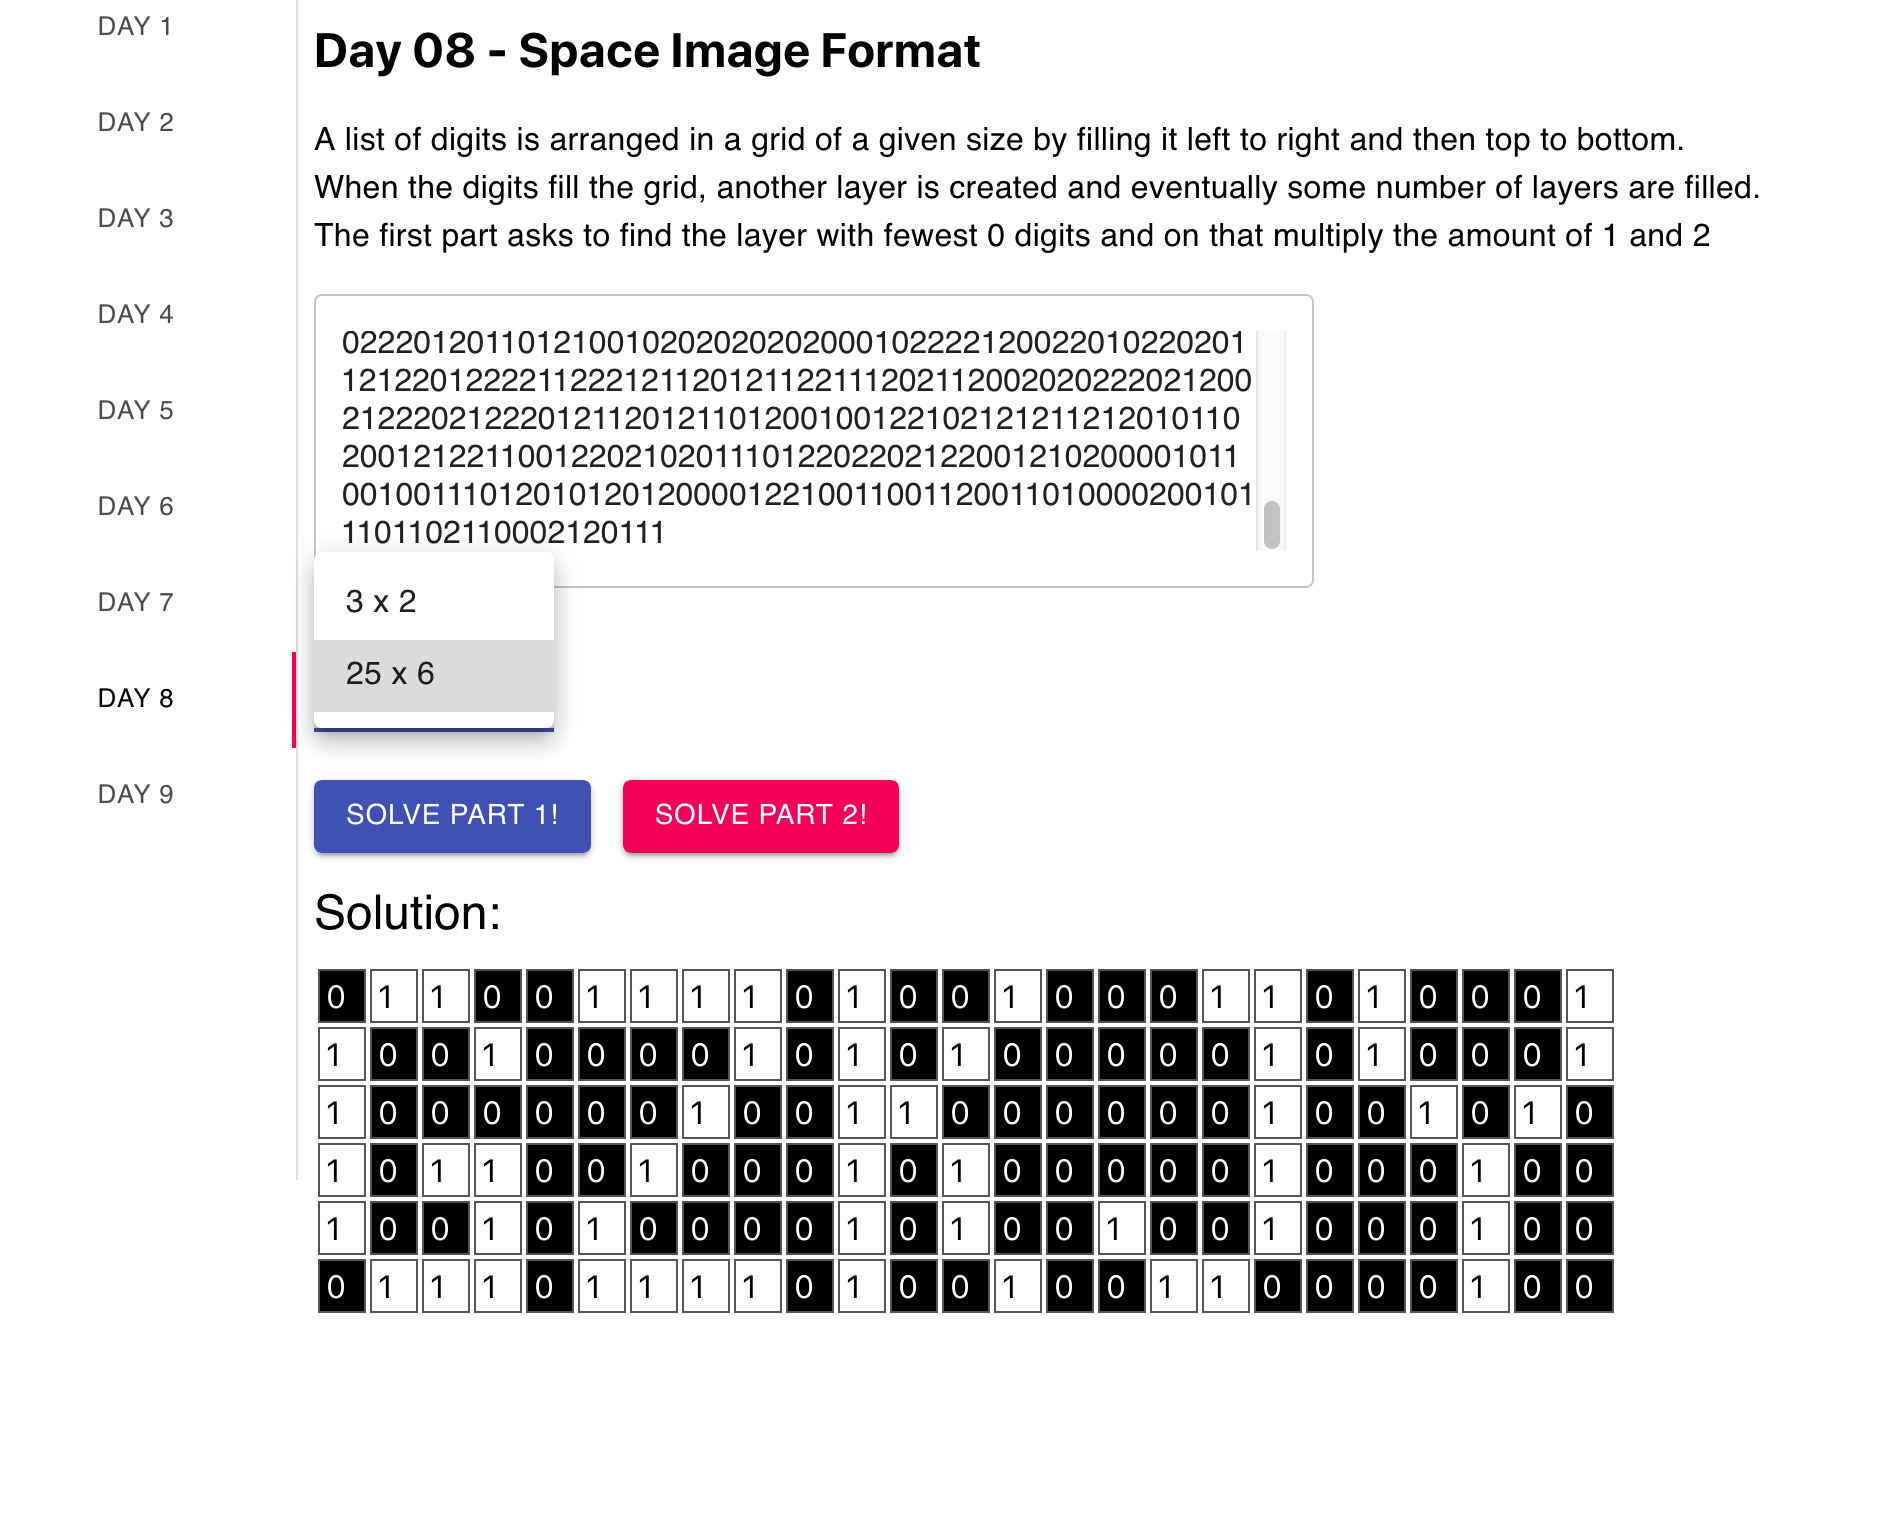 DAY 1
DAY 2
DAY 3
DAY 4
DAY 5
DAY 6
DAY 7
DAY 8
DAY 9
Day 08 - Space Image Format
A list of digits is arranged in a grid of a given size by filling it left to right and then top to bottom.
When the digits fill the grid, another layer is created and eventually some number of layers are filled.
The first part asks to find the layer with fewest 0 digits and on that multiply the amount of 1 and 2
02220120110121001020202020200010222212002201022020​1
1212201222211222121120121122111202112002020222021200
2122202122201211201211012001001221021212112120​10110
20012122110012202102011101220220212200121020000​1011
0010011101201012012000012210011001120011010000200101
110110211000212​0111
3 x 2
25 x 6
SOLVE PART 1! SOLVE PART 2!
Solution:
0 1 1 0 0 1 1 1 1 0 1 0 0 1 0 0 0 1 1 0 1 0 0 0 1
1 0 0 1 0 0 0 0 1 0 1 0 1 0 0 0 0 0 1 0 1 0 0 0 1
1 0 0 0 0 0 0 1 0 0 1 1 0 0 0 0 0 0 1 0 0 1 0 1 0
1 0 1 1 0 0 1 0 0 0 1 0 1 0 0 0 0 0 1 0 0 0 1 0 0
1 0 0 1 0 1 0 0 0 0 1 0 1 0 0 1 0 0 1 0 0 0 1 0 0
0 1 1 1 0 1 1 1 1 0 1 0 0 1 0 0 1 1 0 0 0 0 1 0 0